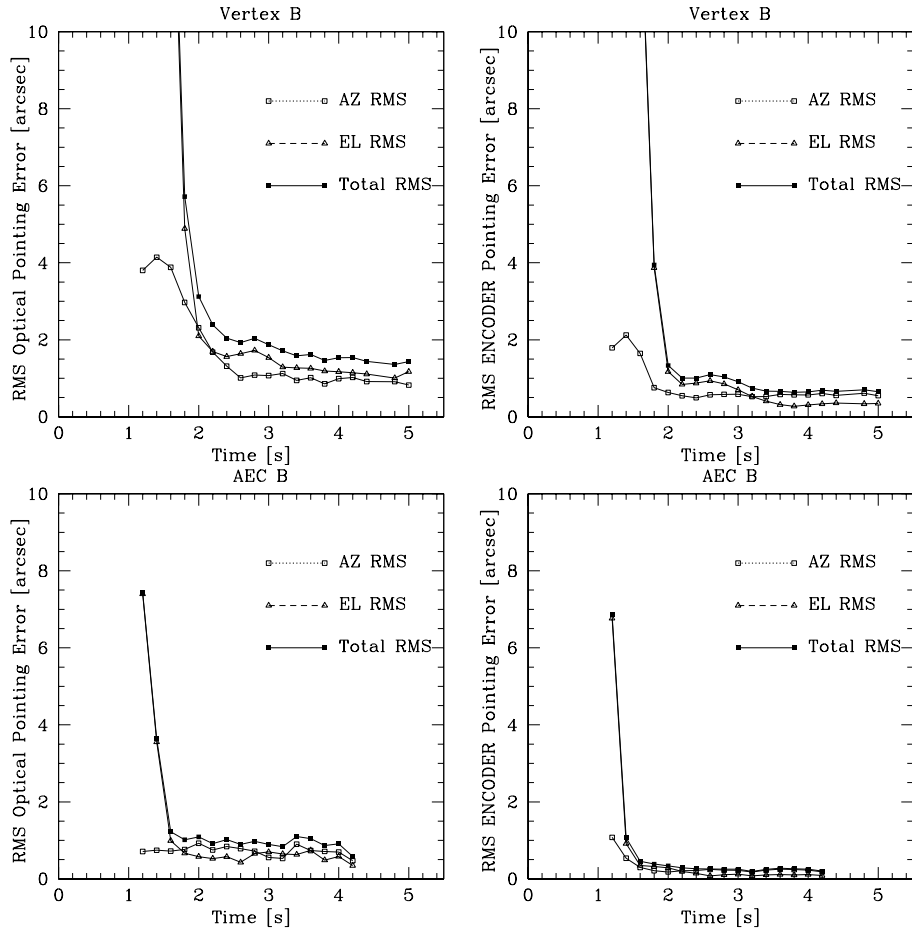 Vertex B
RMS Optical Pointing Error [arcsec]
10
8
6
4
2
0
AZ RMS
EL RMS
Total RMS
0 1 2 3 4 5
Time [s]
Vertex B
RMS ENCODER Pointing Error [arcsec]
10
8
6
4
2
0
AZ RMS
EL RMS
Total RMS
0 1 2 3 4 5
Time [s]
AEC B
RMS Optical Pointing Error [arcsec]
10
8
6
4
2
0
AZ RMS
EL RMS
Total RMS
0 1 2 3 4 5
Time [s]
AEC B
RMS ENCODER Pointing Error [arcsec]
10
8
6
4
2
0
AZ RMS
EL RMS
Total RMS
0 1 2 3 4 5
Time [s]